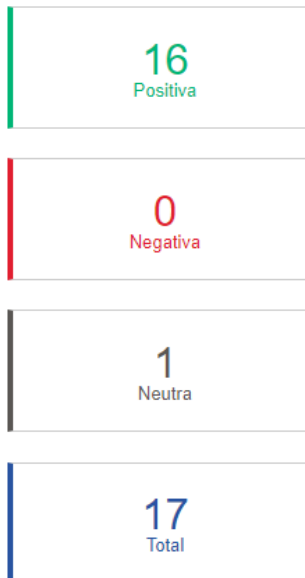 16
Positiva
0
Negativa
1
Neutra
17
Total